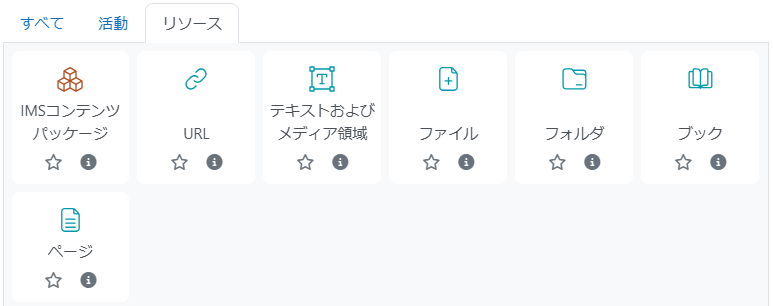 すべて
活動
リソース
IMSコンテンツ
パッケージ
URL
テキストおよび
メディア領域
ファイル
フォルダ
ブック
ページ